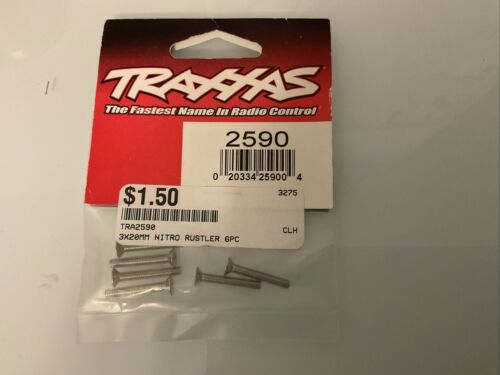 TRAXXAS
The Fastest Name In Radio Control
2590
0 20334 25900 4
$1.50 3275
TRA2590
3X20MM NITRO RUSTLER 6PC CLH